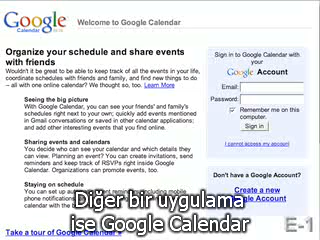 Google
Calendar BETA
Welcome to Google Calendar
Organize your schedule and share events
with friends
Wouldn't it be great to be able to keep track of all the events in your life,
coordinate schedules with friends and family, and find new things to do
– all with one online calendar? We thought so, too. Learn More
Seeing the big picture
With Google Calendar, you can see your friends' and family's
schedules right next to your own; quickly add events mentioned
in Gmail conversations or saved in other calendar applications;
and add other interesting events that you find online.
Sharing events and calendars
You decide who can see your calendar and which details they
can view. Planning an event? You can create invitations, send
reminders and keep track of RSVPs right inside Google
Calendar. Organizations can promote events, too.
Staying on schedule
You can set up
mobile phone notifications
Take a tour of Google Calendar »
Sign in to Google Calendar with your
Google Account
Email:
Password:
Remember me on this
computer.
Sign in
I cannot access my account
Don't have a Google Account?
Create a new
Google
Diğer bir uygulama
ise Google Calendar
E-1